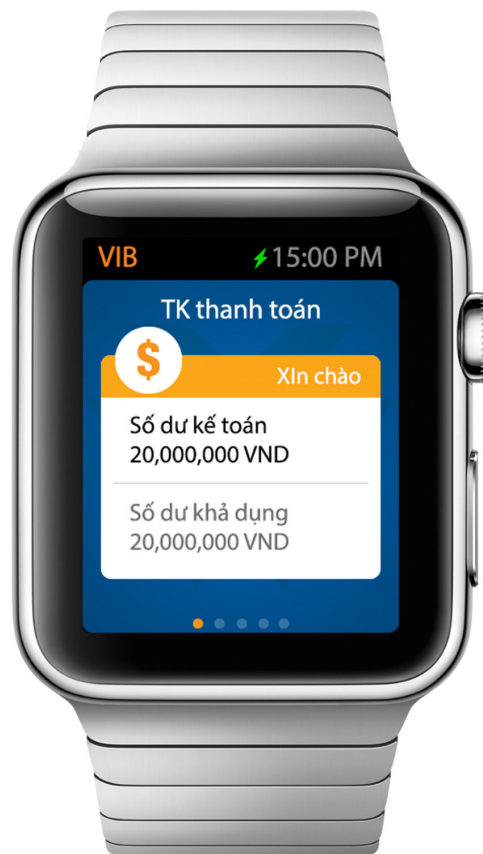 VIB
15:00 PM
TK thanh toán
$
XIn chào
Số dư kế toán
20,000,000 VND
Số dư khả dụng
20,000,000 VND